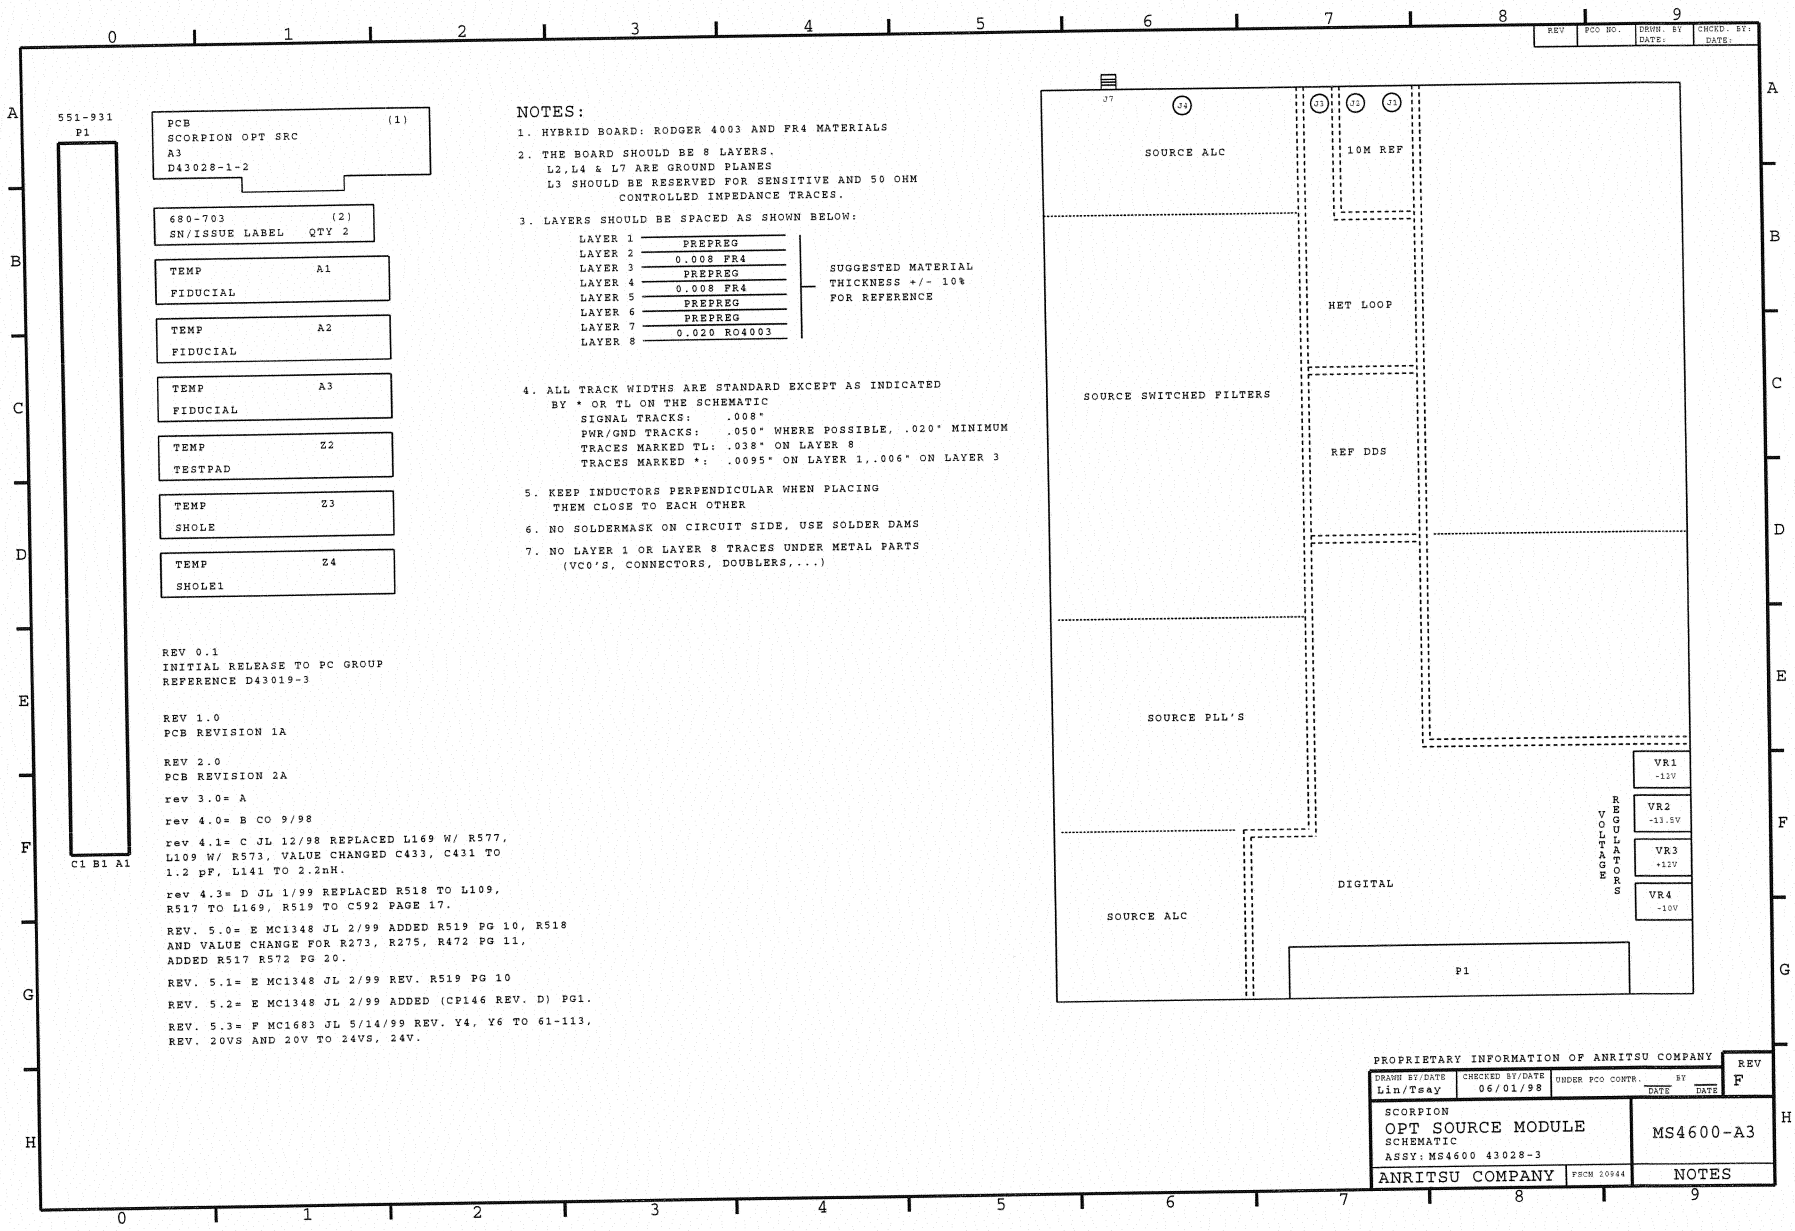 0 1 2 3 4 5 6 7 8 9
REV PCO NO. DRWN. BY DATE: CHCKD. BY: DATE:
A
B
C
D
E
F
G
H
551-931
P1
C1 B1 A1
PCB (1)
SCORPION OPT SRC
A3
D43028-1-2
680-703 (2)
SN/ISSUE LABEL QTY 2
TEMP A1
FIDUCIAL
TEMP A2
FIDUCIAL
TEMP A3
FIDUCIAL
TEMP Z2
TESTPAD
TEMP Z3
SHOLE
TEMP Z4
SHOLE1
REV 0.1
INITIAL RELEASE TO PC GROUP
REFERENCE D43019-3
REV 1.0
PCB REVISION 1A
REV 2.0
PCB REVISION 2A
rev 3.0= A
rev 4.0= B CO 9/98
rev 4.1= C JL 12/98 REPLACED L169 W/ R577,
L109 W/ R573, VALUE CHANGED C433, C431 TO
1.2 pF, L141 TO 2.2nH.
rev 4.3= D JL 1/99 REPLACED R518 TO L109,
R517 TO L169, R519 TO C592 PAGE 17.
REV. 5.0= E MC1348 JL 2/99 ADDED R519 PG 10, R518
AND VALUE CHANGE FOR R273, R275, R472 PG 11,
ADDED R517 R572 PG 20.
REV. 5.1= E MC1348 JL 2/99 REV. R519 PG 10
REV. 5.2= E MC1348 JL 2/99 ADDED (CP146 REV. D) PG1.
REV. 5.3= F MC1683 JL 5/14/99 REV. Y4, Y6 TO 61-113,
REV. 20VS AND 20V TO 24VS, 24V.
NOTES:
1. HYBRID BOARD: RODGER 4003 AND FR4 MATERIALS
2. THE BOARD SHOULD BE 8 LAYERS.
L2,L4 & L7 ARE GROUND PLANES
L3 SHOULD BE RESERVED FOR SENSITIVE AND 50 OHM
CONTROLLED IMPEDANCE TRACES.
3. LAYERS SHOULD BE SPACED AS SHOWN BELOW:
LAYER 1
PREPREG
LAYER 2
0.008 FR4
LAYER 3
PREPREG
LAYER 4
0.008 FR4
LAYER 5
PREPREG
LAYER 6
PREPREG
LAYER 7
0.020 RO4003
LAYER 8
SUGGESTED MATERIAL
THICKNESS +/- 10%
FOR REFERENCE
4. ALL TRACK WIDTHS ARE STANDARD EXCEPT AS INDICATED
BY * OR TL ON THE SCHEMATIC
SIGNAL TRACKS: .008"
PWR/GND TRACKS: .050" WHERE POSSIBLE, .020" MINIMUM
TRACES MARKED TL: .038" ON LAYER 8
TRACES MARKED *: .0095" ON LAYER 1,.006" ON LAYER 3
5. KEEP INDUCTORS PERPENDICULAR WHEN PLACING
THEM CLOSE TO EACH OTHER
6. NO SOLDERMASK ON CIRCUIT SIDE, USE SOLDER DAMS
7. NO LAYER 1 OR LAYER 8 TRACES UNDER METAL PARTS
(VCO'S, CONNECTORS, DOUBLERS,...)
J7 J4 J3 J2 J1
SOURCE ALC
10M REF
HET LOOP
SOURCE SWITCHED FILTERS
REF DDS
SOURCE PLL'S
VR1
-12V
VR2
-13.5V
VR3
+12V
VR4
-10V
VOLTAGE
REGULATORS
DIGITAL
SOURCE ALC
P1
A
B
C
D
E
F
G
H
PROPRIETARY INFORMATION OF ANRITSU COMPANY
REV
F
DRAWN BY/DATE
Lin/Tsay
CHECKED BY/DATE
06/01/98
UNDER PCO CONTR. BY
DATE DATE
SCORPION
OPT SOURCE MODULE
SCHEMATIC
ASSY: MS4600 43028-3
MS4600-A3
ANRITSU COMPANY FSCM 20944 NOTES
0 1 2 3 4 5 6 7 8 9